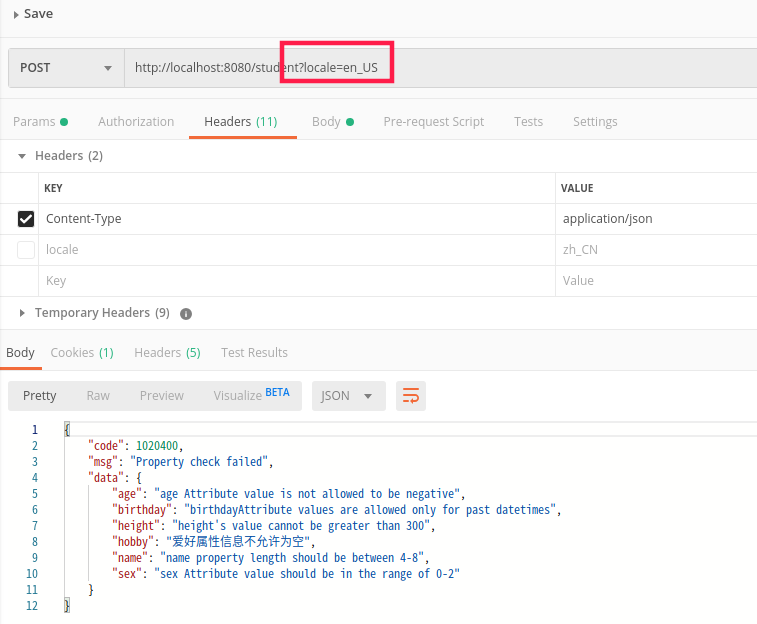 Save
POST http://localhost:8080/student?locale=en_US
Params Authorization Headers (11) Body Pre-request Script Tests Settings
Headers (2)
KEY VALUE
Content-Type application/json
locale zh_CN
Key Value
Temporary Headers (9) i
Body Cookies (1) Headers (5) Test Results
Pretty Raw Preview Visualize BETA JSON
1 {
2 "code": 1020400,
3 "msg": "Property check failed",
4 "data": {
5 "age": "age Attribute value is not allowed to be negative",
6 "birthday": "birthdayAttribute values are allowed only for past datetimes",
7 "height": "height's value cannot be greater than 300",
8 "hobby": "爱好属性信息不允许为空",
9 "name": "name property length should be between 4-8",
10 "sex": "sex Attribute value should be in the range of 0-2"
11 }
12 }